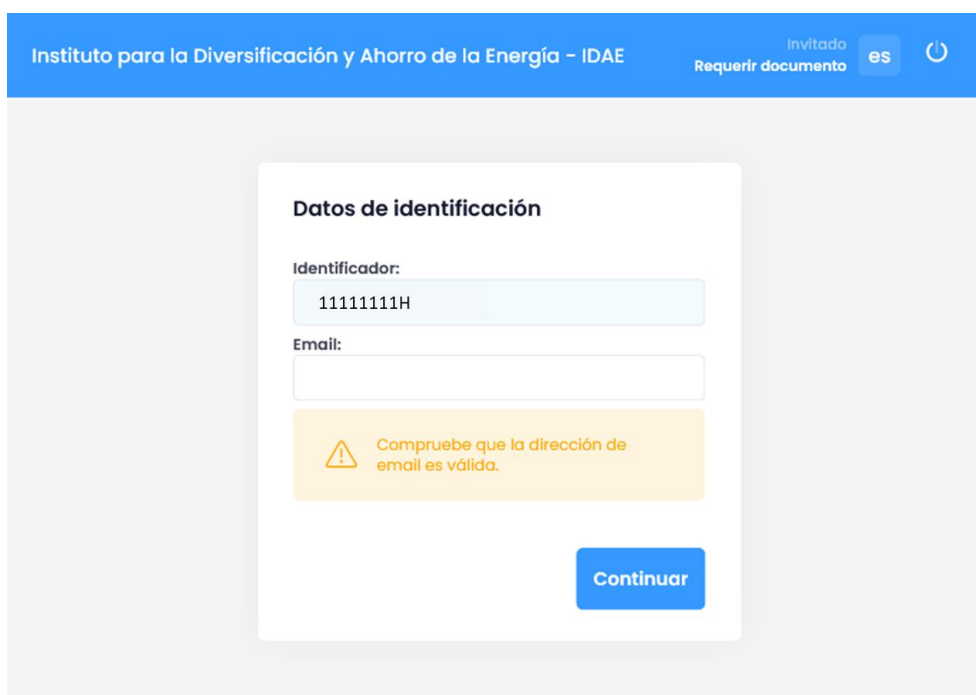 Instituto para la Diversificación y Ahorro de la Energía - IDAE
Invitado
Requerir documento
es
Datos de identificación
Identificador:
11111111H
Email:
Compruebe que la dirección de
email es válida.
Continuar